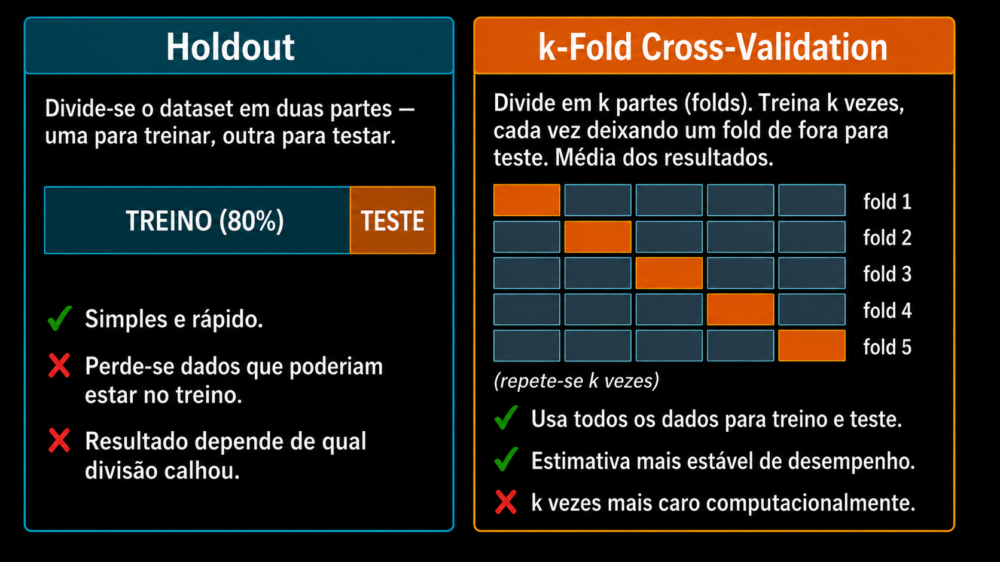 Holdout
Divide-se o dataset em duas partes —
uma para treinar, outra para testar.
TREINO (80%)
TESTE
Simples e rápido.
Perde-se dados que poderiam
estar no treino.
Resultado depende de qual
divisão calhou.
k-Fold Cross-Validation
Divide em k partes (folds). Treina k vezes,
cada vez deixando um fold de fora para
teste. Média dos resultados.
fold 1
fold 2
fold 3
fold 4
fold 5
(repete-se k vezes)
Usa todos os dados para treino e teste.
Estimativa mais estável de desempenho.
k vezes mais caro computacionalmente.